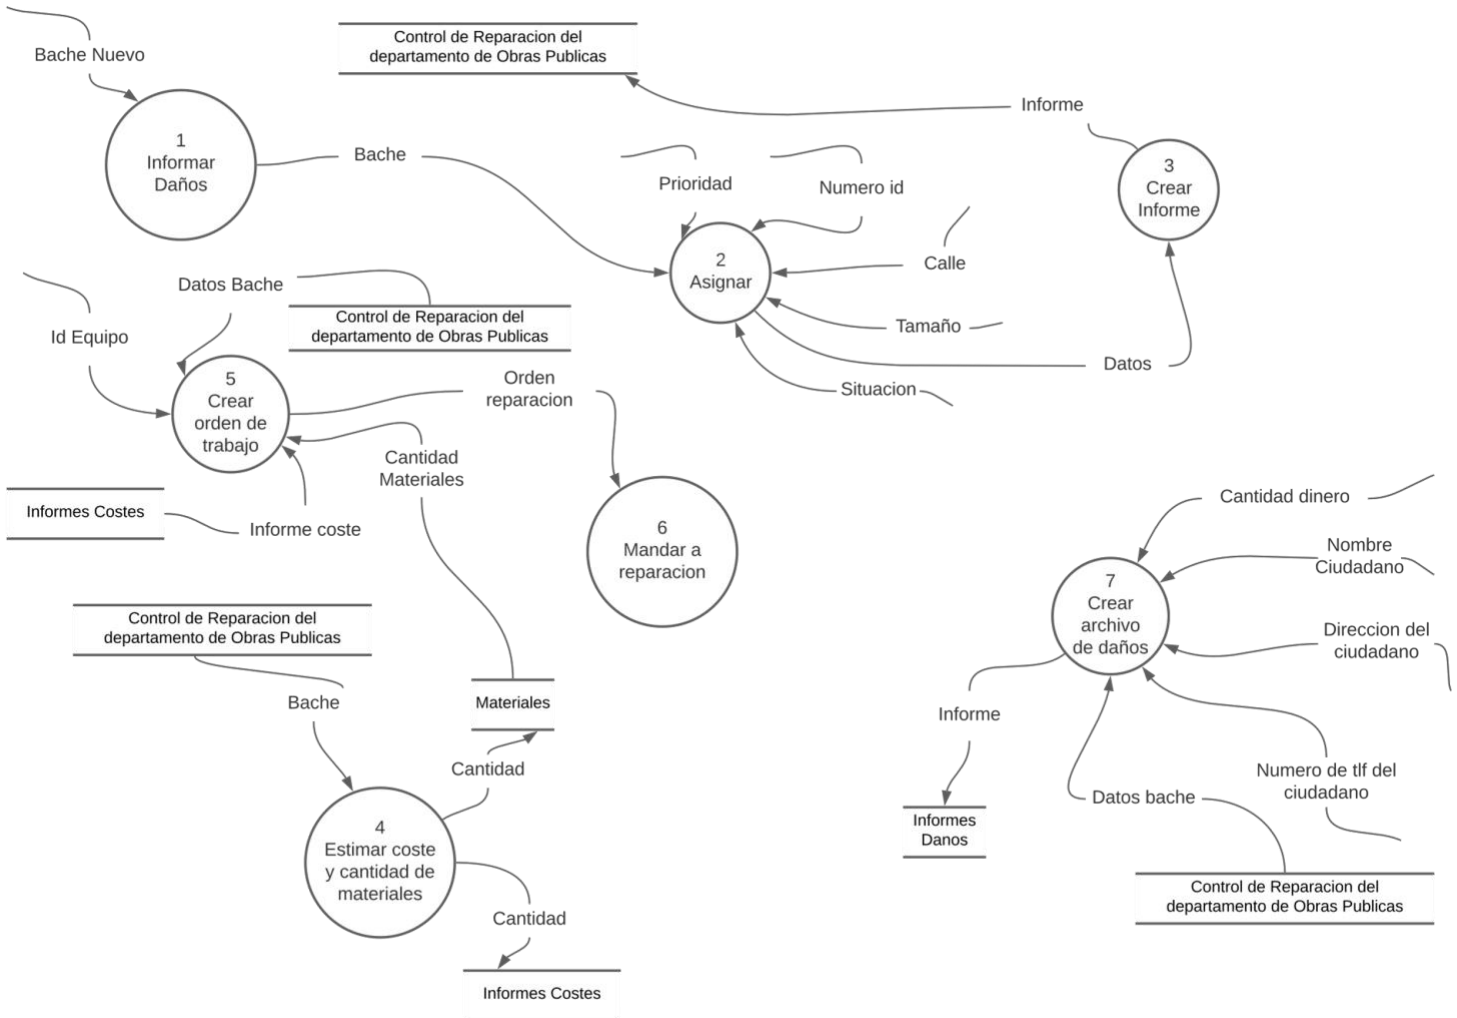 Bache Nuevo
Control de Reparacion del
departamento de Obras Publicas
Informe
1
Informar
Daños
Bache
Prioridad
Numero id
3
Crear
Informe
2
Asignar
Calle
Datos Bache
Control de Reparacion del
departamento de Obras Publicas
Id Equipo
Tamaño
Datos
Situacion
5
Crear
orden de
trabajo
Orden
reparacion
Cantidad
Materiales
Informes Costes
Informe coste
6
Mandar a
reparacion
Cantidad dinero
Nombre
Ciudadano
7
Crear
archivo
de daños
Direccion del
ciudadano
Control de Reparacion del
departamento de Obras Publicas
Bache
Materiales
Informe
Cantidad
Numero de tlf del
ciudadano
Datos bache
Informes
Danos
4
Estimar coste
y cantidad de
materiales
Control de Reparacion del
departamento de Obras Publicas
Cantidad
Informes Costes